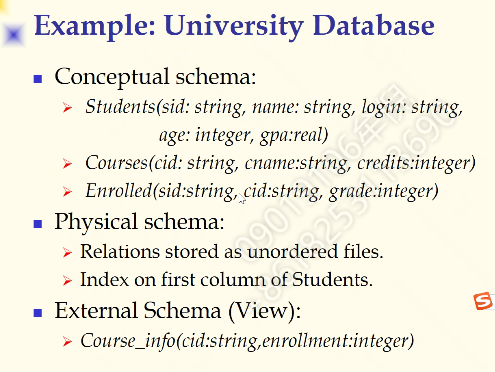 Example: University Database
Conceptual schema:
Students(sid: string, name: string, login: string,
age: integer, gpa:real)
Courses(cid: string, cname:string, credits:integer)
Enrolled(sid:string, cid:string, grade:integer)
Physical schema:
Relations stored as unordered files.
Index on first column of Students.
External Schema (View):
Course_info(cid:string,enrollment:integer)